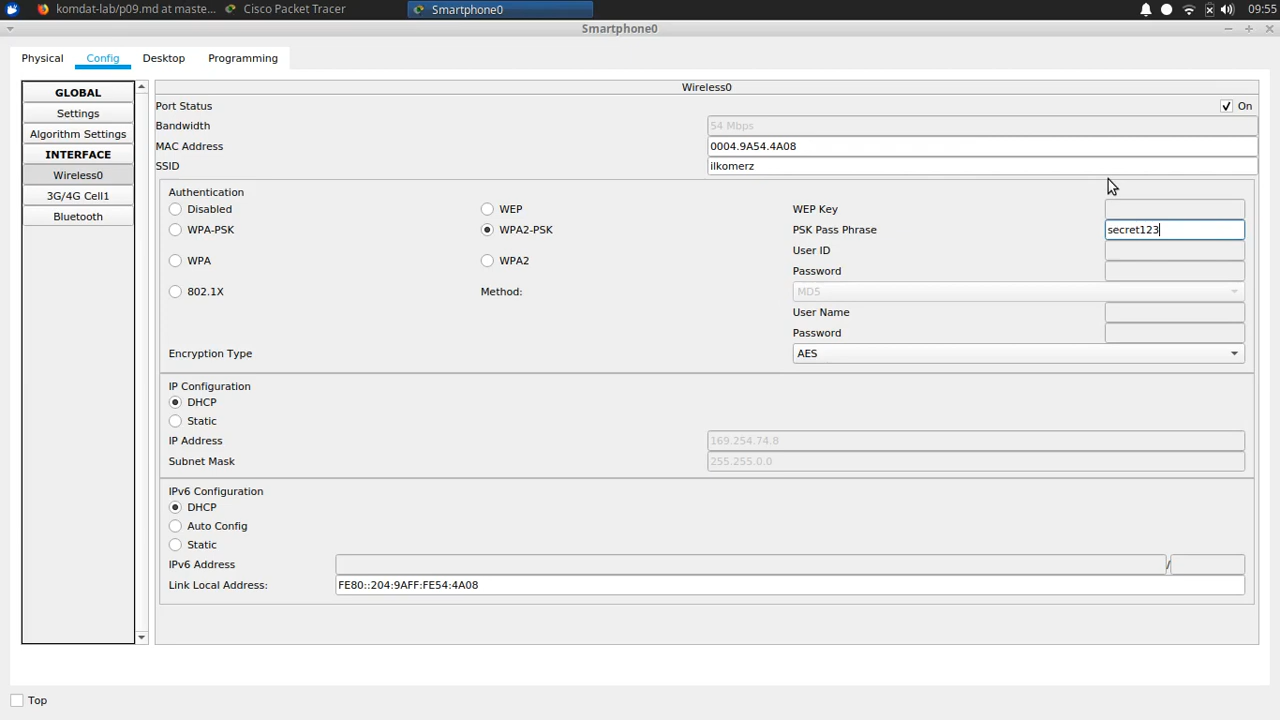 komdat-lab/p09.md at maste... Cisco Packet Tracer Smartphone0 09:55
Smartphone0
Physical Config Desktop Programming
GLOBAL
Settings
Algorithm Settings
INTERFACE
Wireless0
3G/4G Cell1
Bluetooth
Wireless0
Port Status On
Bandwidth 54 Mbps
MAC Address 0004.9A54.4A08
SSID ilkomerz
Authentication
Disabled WEP WEP Key
WPA-PSK WPA2-PSK PSK Pass Phrase secret123
User ID
WPA WPA2 Password
802.1X Method: MD5
User Name
Password
Encryption Type AES
IP Configuration
DHCP
Static
IP Address 169.254.74.8
Subnet Mask 255.255.0.0
IPv6 Configuration
DHCP
Auto Config
Static
IPv6 Address /
Link Local Address: FE80::204:9AFF:FE54:4A08
Top